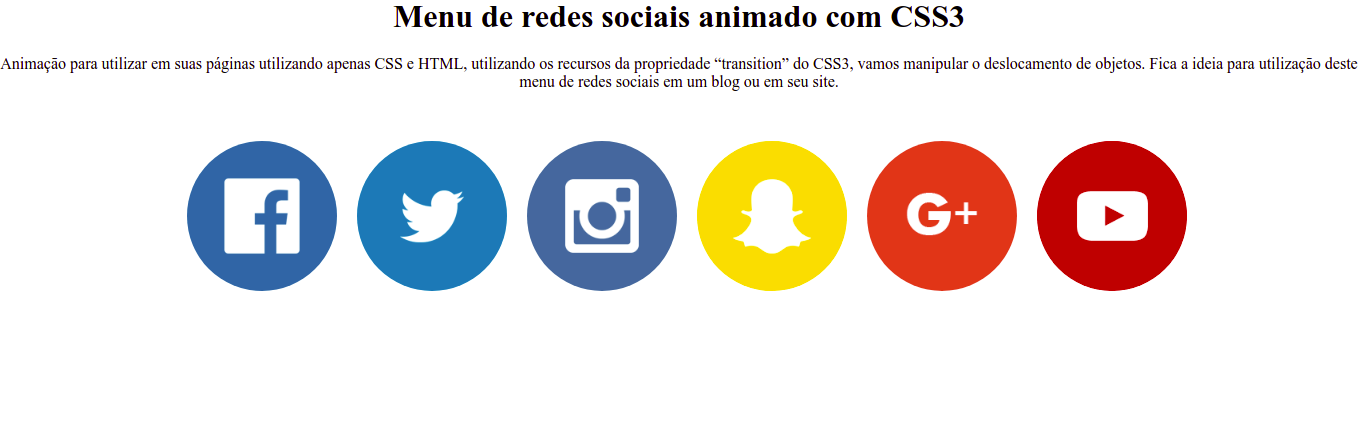 Menu de redes sociais animado com CSS3
Animação para utilizar em suas páginas utilizando apenas CSS e HTML, utilizando os recursos da propriedade “transition” do CSS3, vamos manipular o deslocamento de objetos. Fica a ideia para utilização deste
menu de redes sociais em um blog ou em seu site.
f
G+